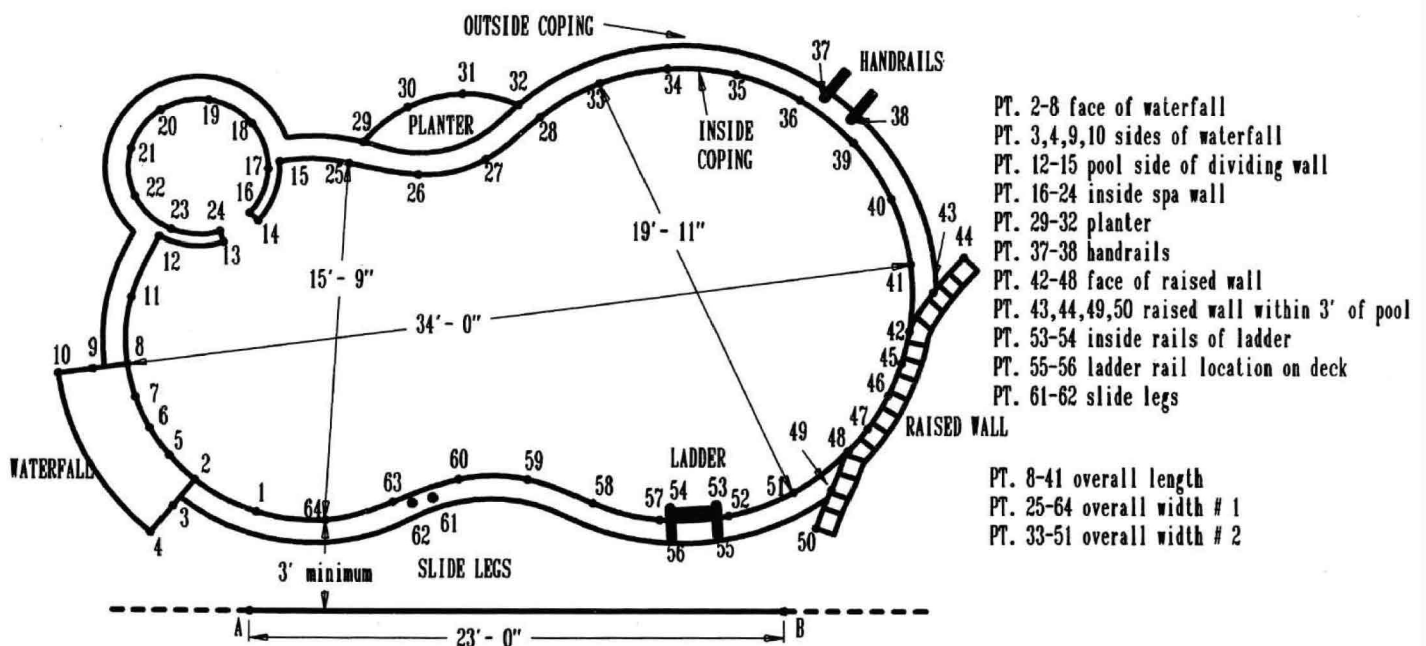 OUTSIDE COPING
37
HANDRAILS
31
32
30
34
35
33
36
38
29
PLANTER
28
INSIDE
COPING
39
20
19
18
21
17
15
25
26
27
40
22
16
14
23
24
12
13
19'- 11"
43
44
15'- 9"
41
11
34'- 0"
42
10
9
8
45
7
46
6
47
RAISED WALL
5
48
49
WATERFALL
2
60
59
LADDER
63
58
54
53
51
1
64
57
52
3
62
61
4
56
55
50
3' minimum
SLIDE LEGS
A
23'- 0"
B
PT. 2-8 face of waterfall
PT. 3,4,9,10 sides of waterfall
PT. 12-15 pool side of dividing wall
PT. 16-24 inside spa wall
PT. 29-32 planter
PT. 37-38 handrails
PT. 42-48 face of raised wall
PT. 43,44,49,50 raised wall within 3' of pool
PT. 53-54 inside rails of ladder
PT. 55-56 ladder rail location on deck
PT. 61-62 slide legs
PT. 8-41 overall length
PT. 25-64 overall width # 1
PT. 33-51 overall width # 2